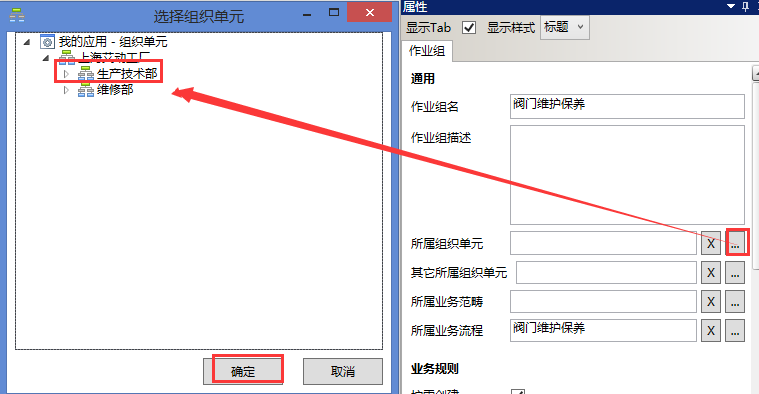 选择组织单元
我的应用 - 组织单元
上海艾动工厂
生产技术部
维修部
确定
取消
属性
显示Tab
显示样式
标题
作业组
通用
作业组名
阀门维护保养
作业组描述
所属组织单元
X
...
其它所属组织单元
X
...
所属业务范畴
X
...
所属业务流程
阀门维护保养
X
...
业务规则